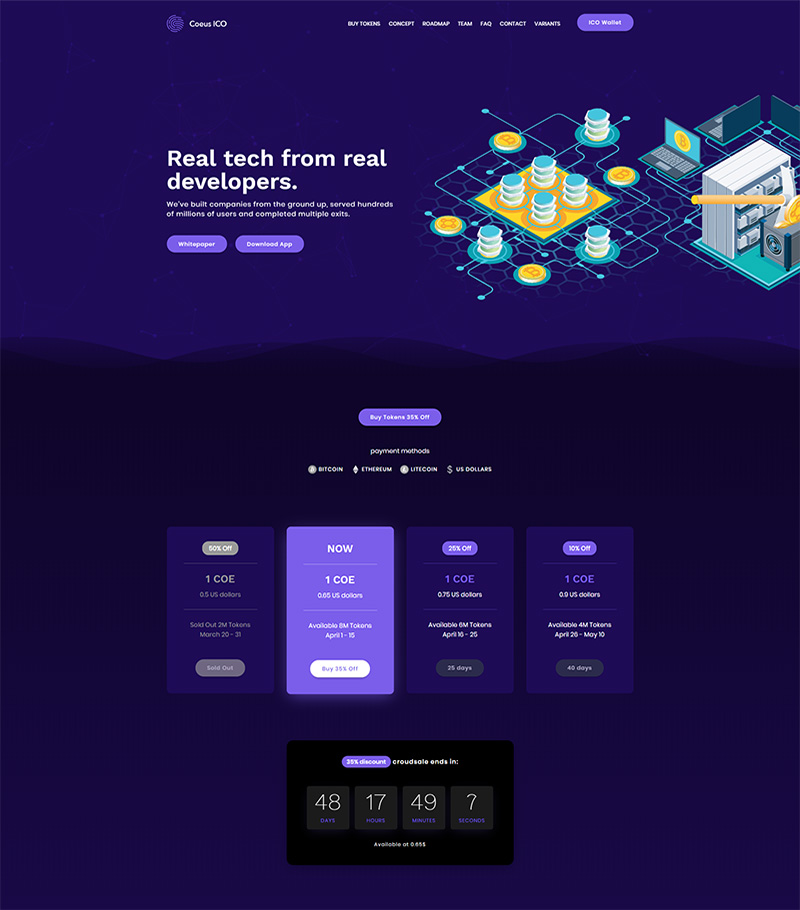 Coeus ICO
BUY TOKENS CONCEPT ROADMAP TEAM FAQ CONTACT VARIANTS
ICO Wallet
Real tech from real
developers.
We've built companies from the ground up, served hundreds
of millions of users and completed multiple exits.
Whitepaper
Download App
Buy Tokens 35% Off
payment methods
BITCOIN ETHEREUM LITECOIN US DOLLARS
50% Off
1 COE
0.5 US dollars
Sold Out 2M Tokens
March 20 - 31
Sold Out
NOW
1 COE
0.65 US dollars
Available 8M Tokens
April 1 - 15
Buy 35% Off
25% Off
1 COE
0.75 US dollars
Available 6M Tokens
April 16 - 25
25 days
10% Off
1 COE
0.9 US dollars
Available 4M Tokens
April 26 - May 10
40 days
35% discount croudsale ends in:
48 17 49 7
DAYS HOURS MINUTES SECONDS
Available at 0.65$